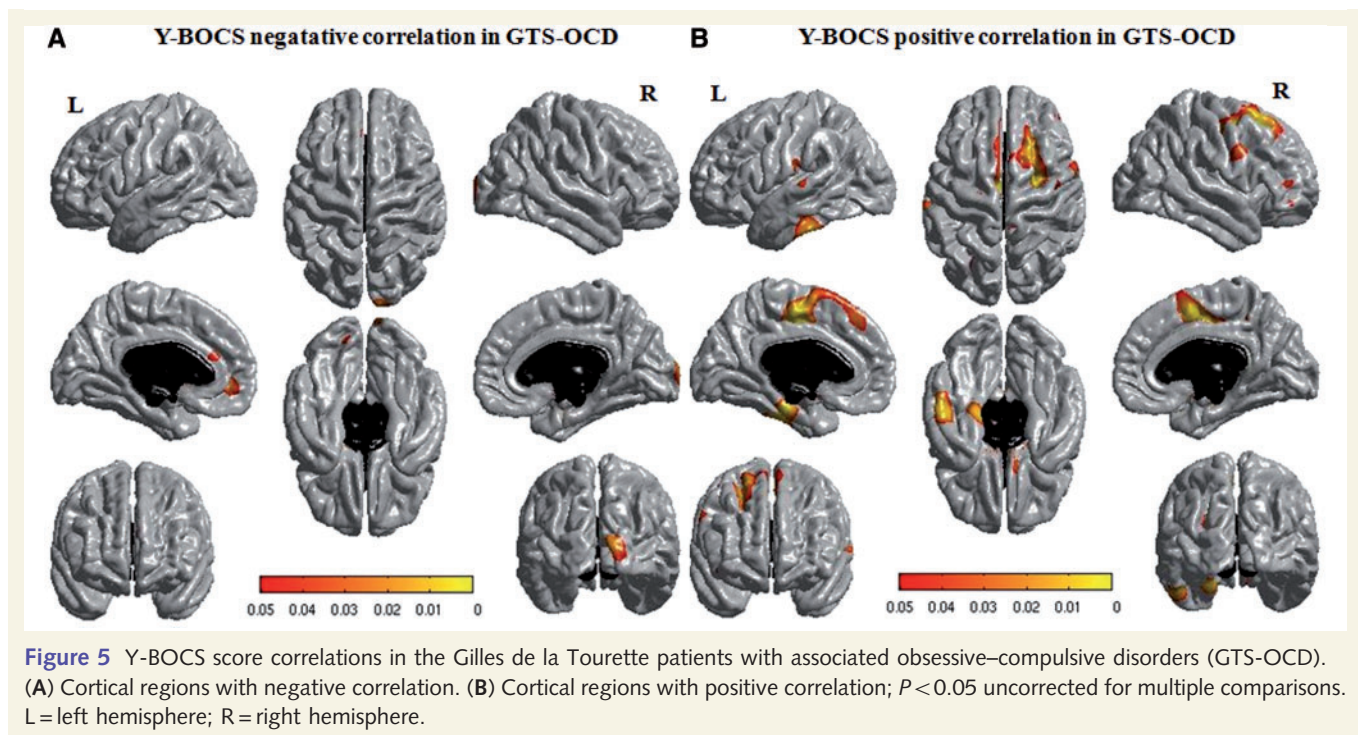 A Y-BOCS negatative correlation in GTS-OCD B Y-BOCS positive correlation in GTS-OCD
L R L R
0.05 0.04 0.03 0.02 0.01 0 0.05 0.04 0.03 0.02 0.01 0
Figure 5 Y-BOCS score correlations in the Gilles de la Tourette patients with associated obsessive–compulsive disorders (GTS-OCD).
(A) Cortical regions with negative correlation. (B) Cortical regions with positive correlation; P < 0.05 uncorrected for multiple comparisons.
L = left hemisphere; R = right hemisphere.